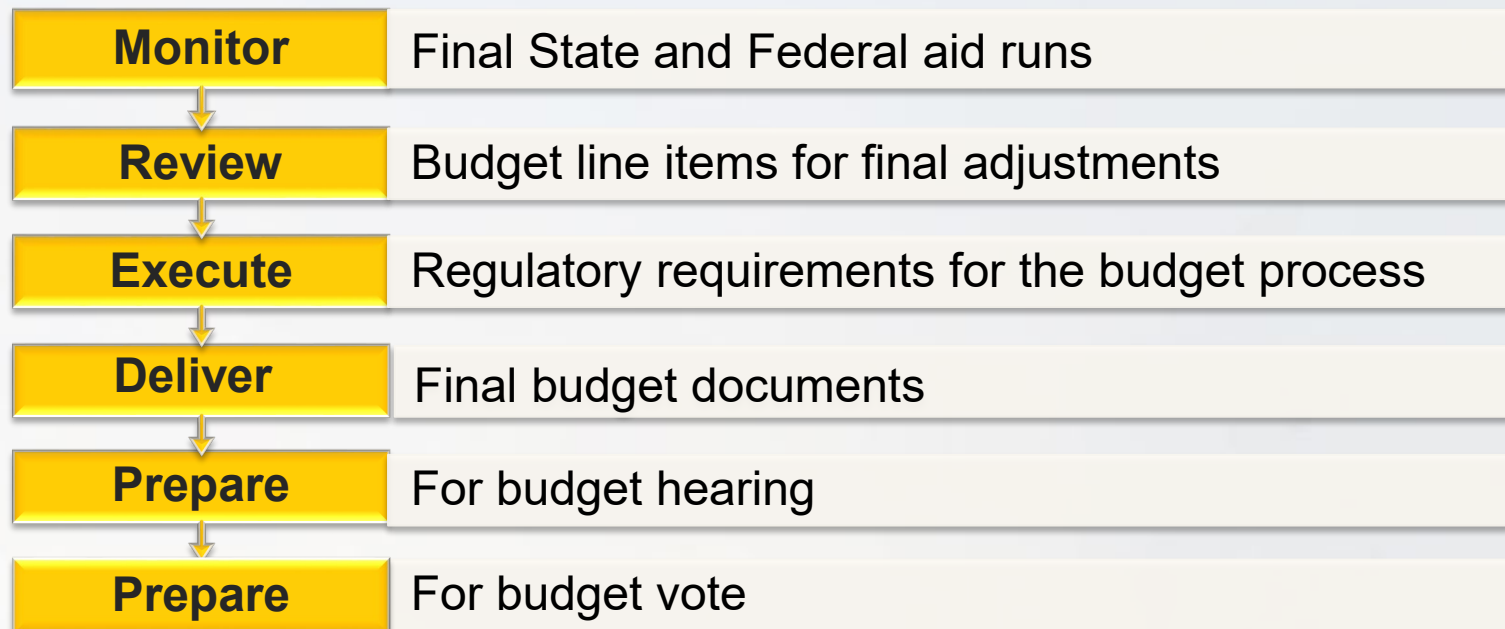 Monitor Final State and Federal aid runs
Review Budget line items for final adjustments
Execute Regulatory requirements for the budget process
Deliver Final budget documents
Prepare For budget hearing
Prepare For budget vote